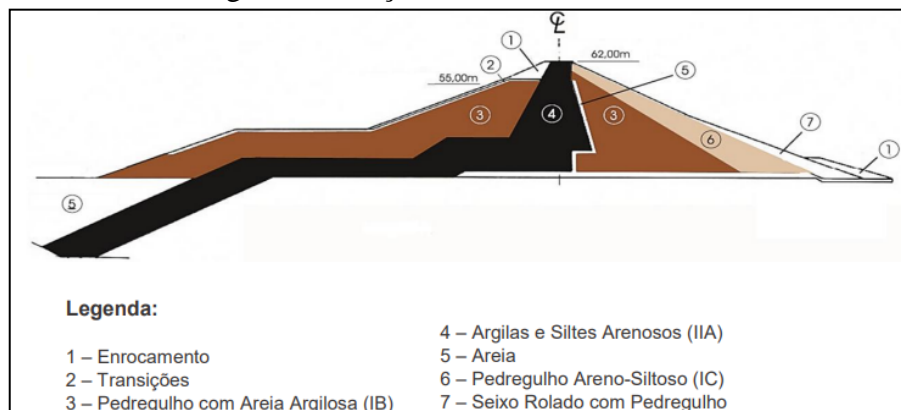 ℄
1
2
62,00m
55,00m
5
3
4
3
7
6
1
5
Legenda:
1 – Enrocamento
2 – Transições
3 – Pedregulho com Areia Argilosa (IB)
4 – Argilas e Siltes Arenosos (IIA)
5 – Areia
6 – Pedregulho Areno-Siltoso (IC)
7 – Seixo Rolado com Pedregulho